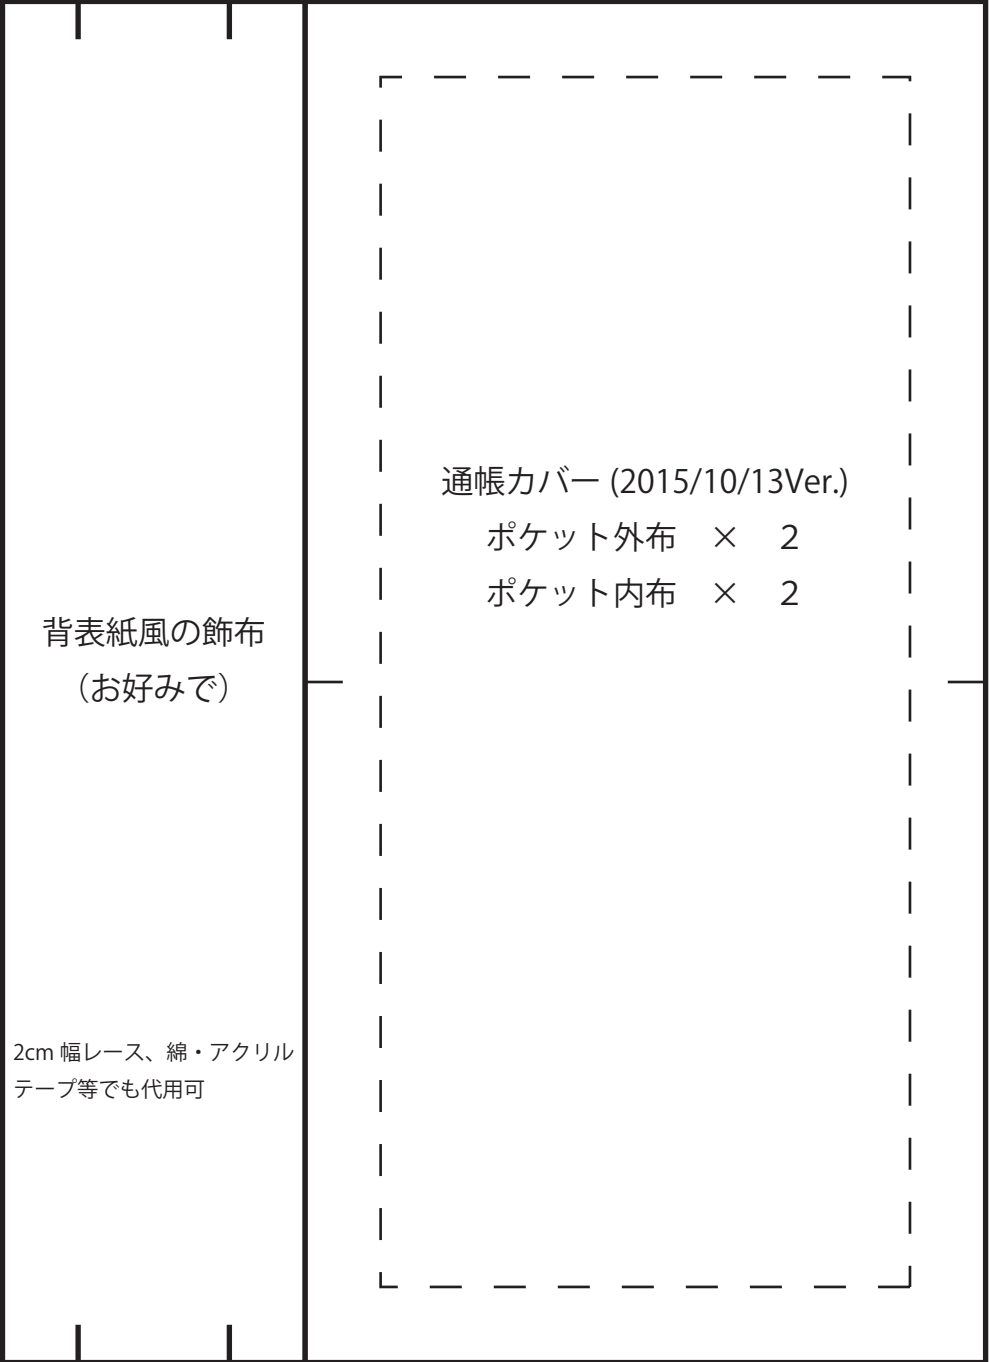 通帳カバー (2015/10/13Ver.)
ポケット外布　×　２
ポケット内布　×　２
背表紙風の飾布
（お好みで）
2cm 幅レース、綿・アクリル
テープ等でも代用可